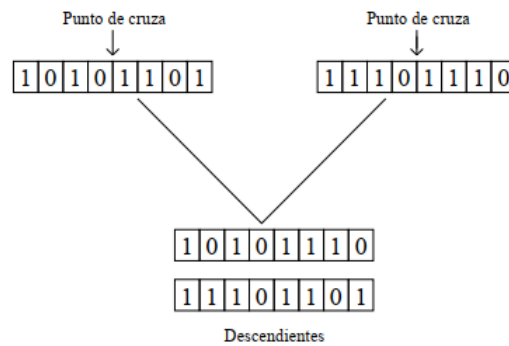 Punto de cruza Punto de cruza
1 0 1 0 1 1 0 1 1 1 1 0 1 1 1 0
1 0 1 0 1 1 1 0
1 1 1 0 1 1 0 1
Descendientes